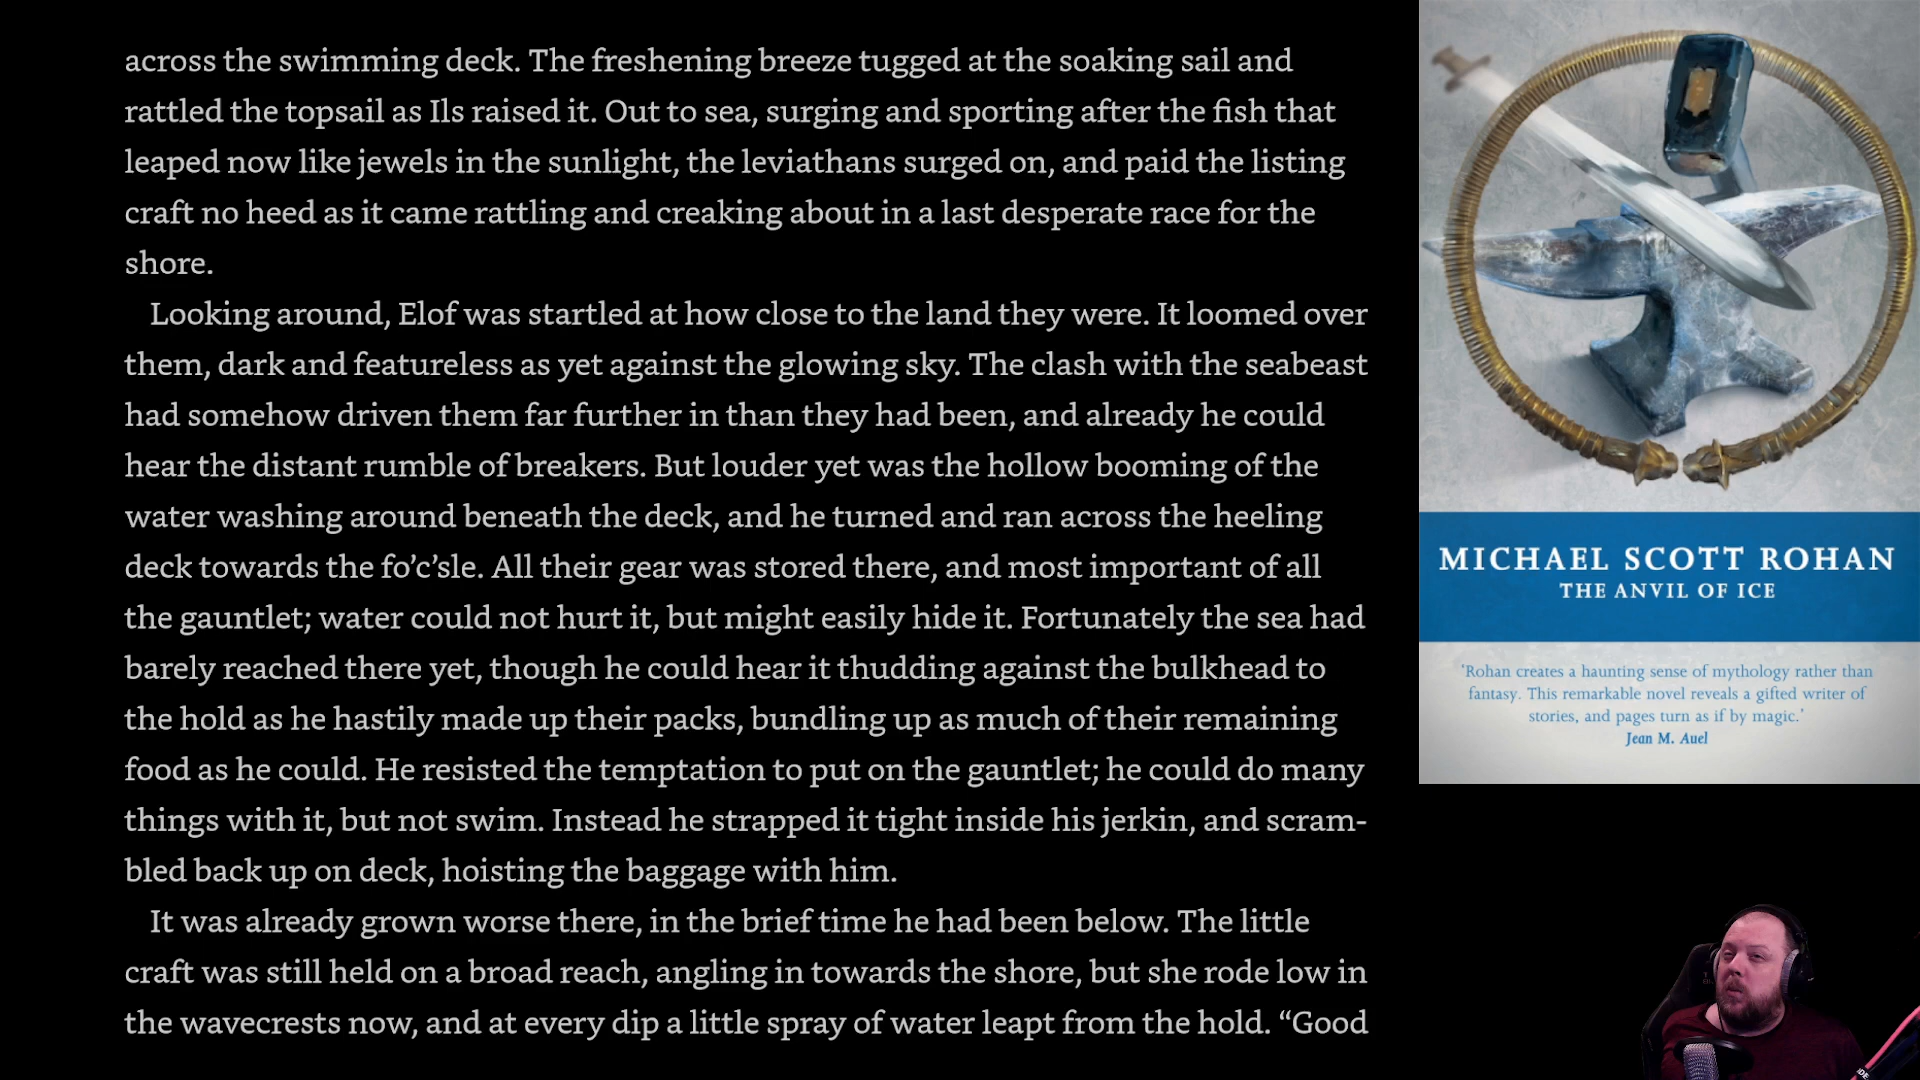 across the swimming deck. The freshening breeze tugged at the soaking sail and
rattled the topsail as Ils raised it. Out to sea, surging and sporting after the fish that
leaped now like jewels in the sunlight, the leviathans surged on, and paid the listing
craft no heed as it came rattling and creaking about in a last desperate race for the
shore.
Looking around, Elof was startled at how close to the land they were. It loomed over
them, dark and featureless as yet against the glowing sky. The clash with the seabeast
had somehow driven them far further in than they had been, and already he could
hear the distant rumble of breakers. But louder yet was the hollow booming of the
water washing around beneath the deck, and he turned and ran across the heeling
deck towards the fo’c’sle. All their gear was stored there, and most important of all
the gauntlet; water could not hurt it, but might easily hide it. Fortunately the sea had
barely reached there yet, though he could hear it thudding against the bulkhead to
the hold as he hastily made up their packs, bundling up as much of their remaining
food as he could. He resisted the temptation to put on the gauntlet; he could do many
things with it, but not swim. Instead he strapped it tight inside his jerkin, and scram-
bled back up on deck, hoisting the baggage with him.
It was already grown worse there, in the brief time he had been below. The little
craft was still held on a broad reach, angling in towards the shore, but she rode low in
the wavecrests now, and at every dip a little spray of water leapt from the hold. “Good
MICHAEL SCOTT ROHAN
THE ANVIL OF ICE
‘Rohan creates a haunting sense of mythology rather than
fantasy. This remarkable novel reveals a gifted writer of
stories, and pages turn as if by magic.’
Jean M. Auel